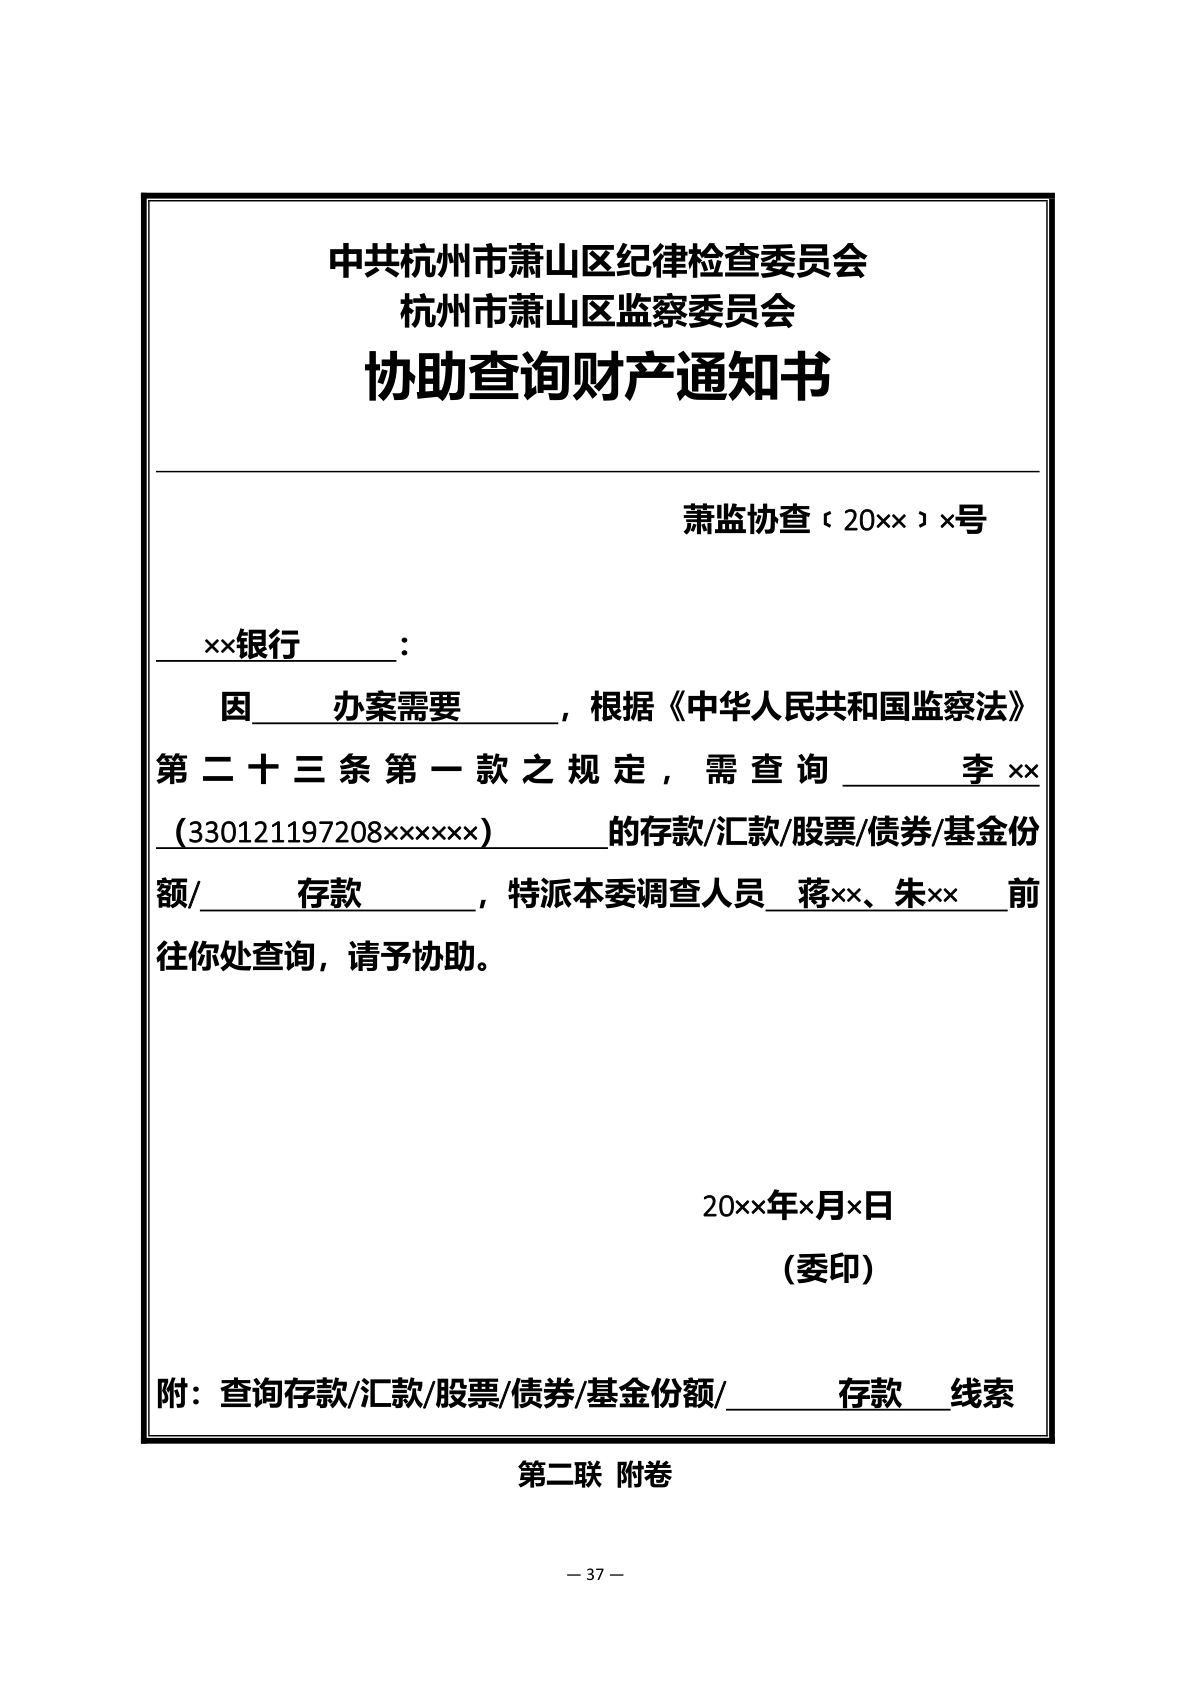 中共杭州市萧山区纪律检查委员会
杭州市萧山区监察委员会
协助查询财产通知书
萧监协查﹝20××﹞×号
××银行：
因 办案需要 ，根据《中华人民共和国监察法》
第二十三条第一款之规定，需查询 李××
（330121197208××××××） 的存款/汇款/股票/债券/基金份
额/ 存款 ，特派本委调查人员 蒋××、朱×× 前
往你处查询，请予协助。
20××年×月×日
（委印）
附：查询存款/汇款/股票/债券/基金份额/ 存款 线索
第二联 附卷
— 37 —